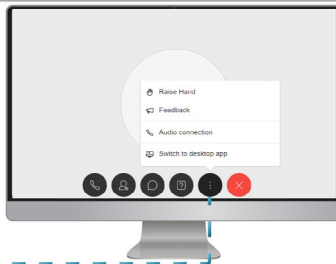 Raise Hand
Feedback
Audio connection
Switch to desktop app